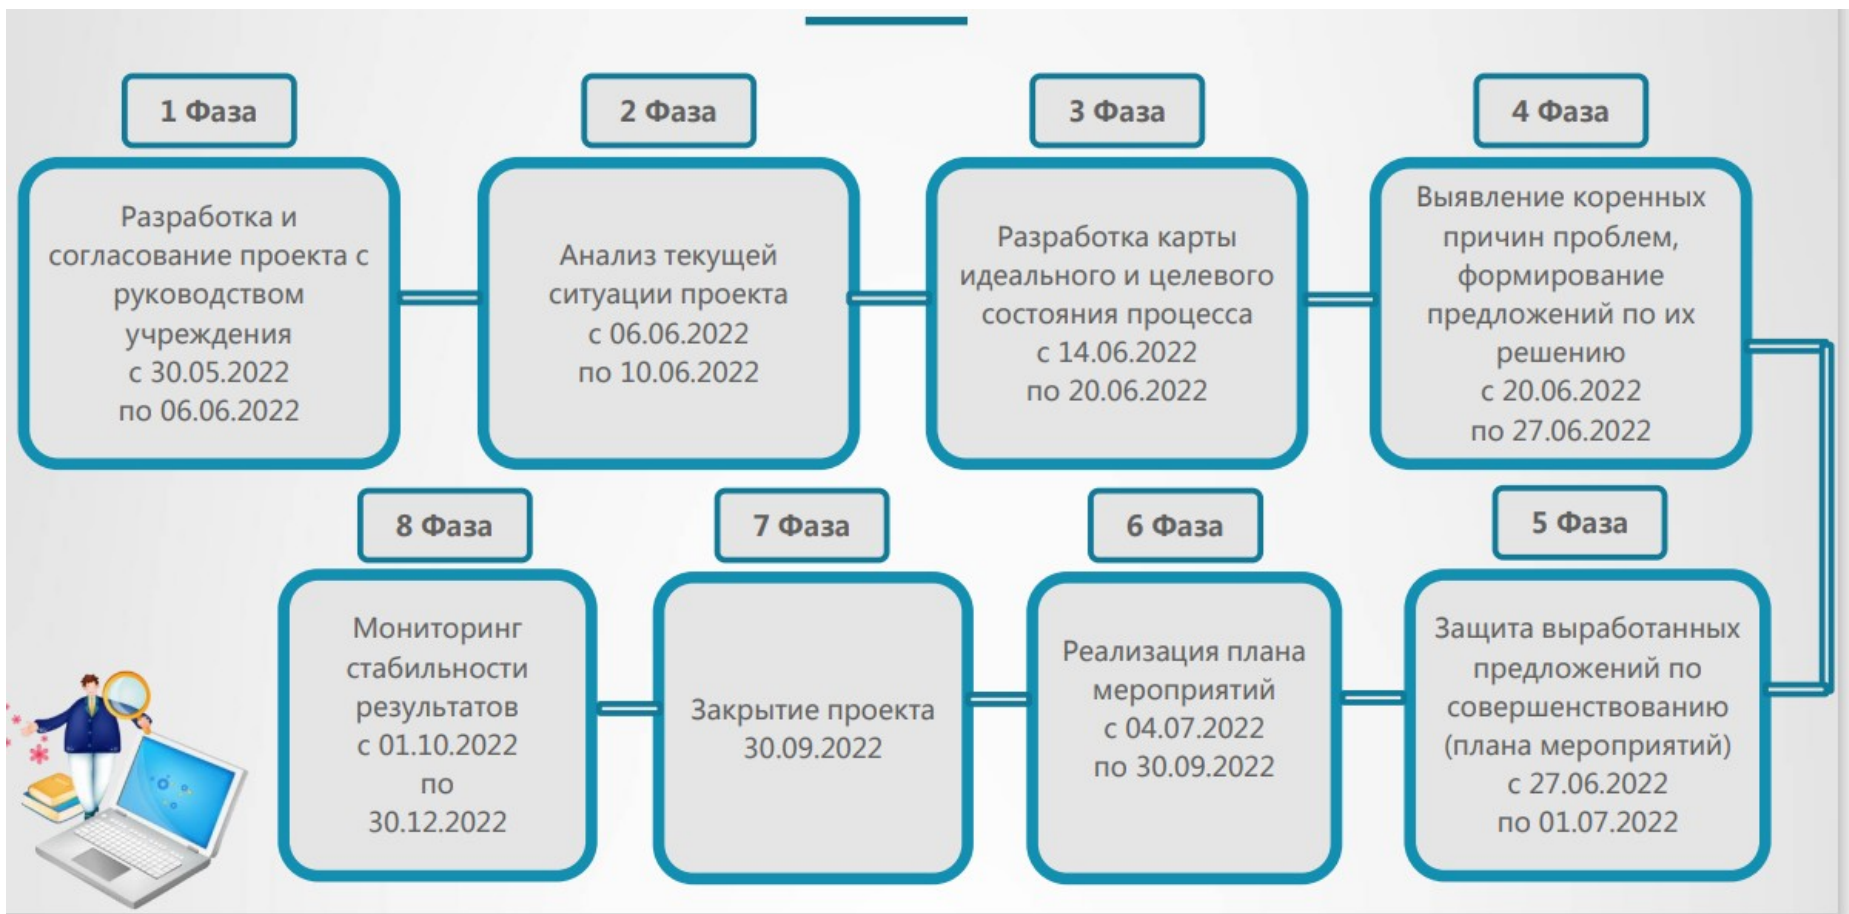 1 Фаза
Разработка и
согласование проекта с
руководством
учреждения
с 30.05.2022
по 06.06.2022
2 Фаза
Анализ текущей
ситуации проекта
с 06.06.2022
по 10.06.2022
3 Фаза
Разработка карты
идеального и целевого
состояния процесса
с 14.06.2022
по 20.06.2022
4 Фаза
Выявление коренных
причин проблем,
формирование
предложений по их
решению
с 20.06.2022
по 27.06.2022
5 Фаза
Защита выработанных
предложений по
совершенствованию
(плана мероприятий)
с 27.06.2022
по 01.07.2022
6 Фаза
Реализация плана
мероприятий
с 04.07.2022
по 30.09.2022
7 Фаза
Закрытие проекта
30.09.2022
8 Фаза
Мониторинг
стабильности
результатов
с 01.10.2022
по
30.12.2022